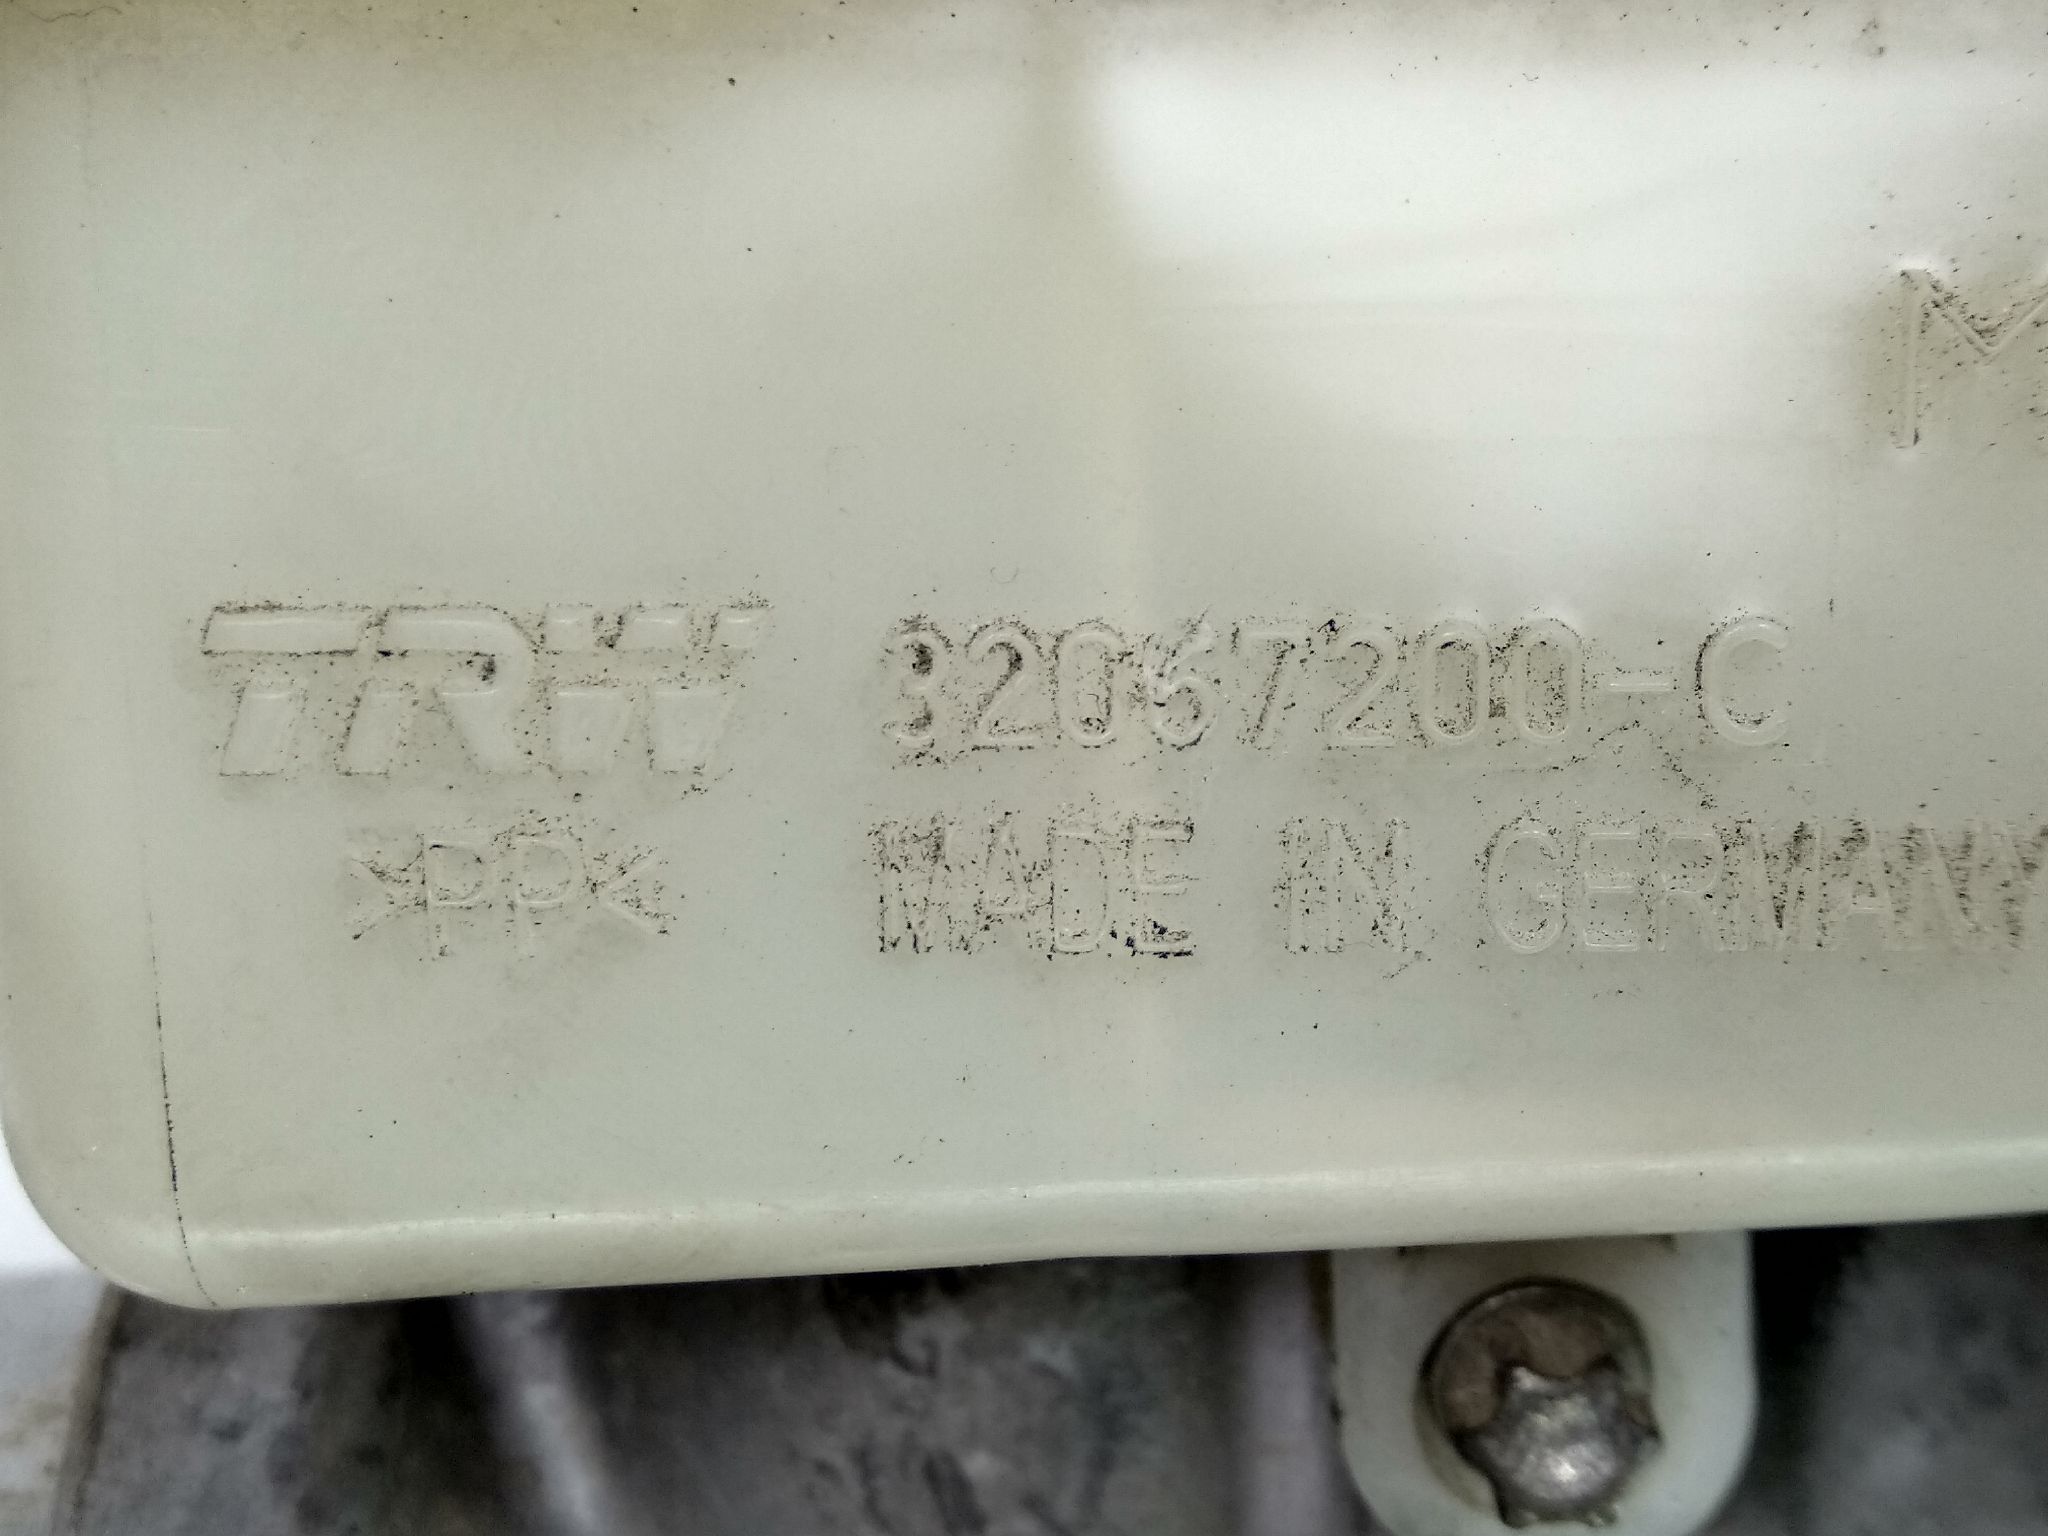 M
TRW 32067200-C
>PP< MADE IN GERMANY